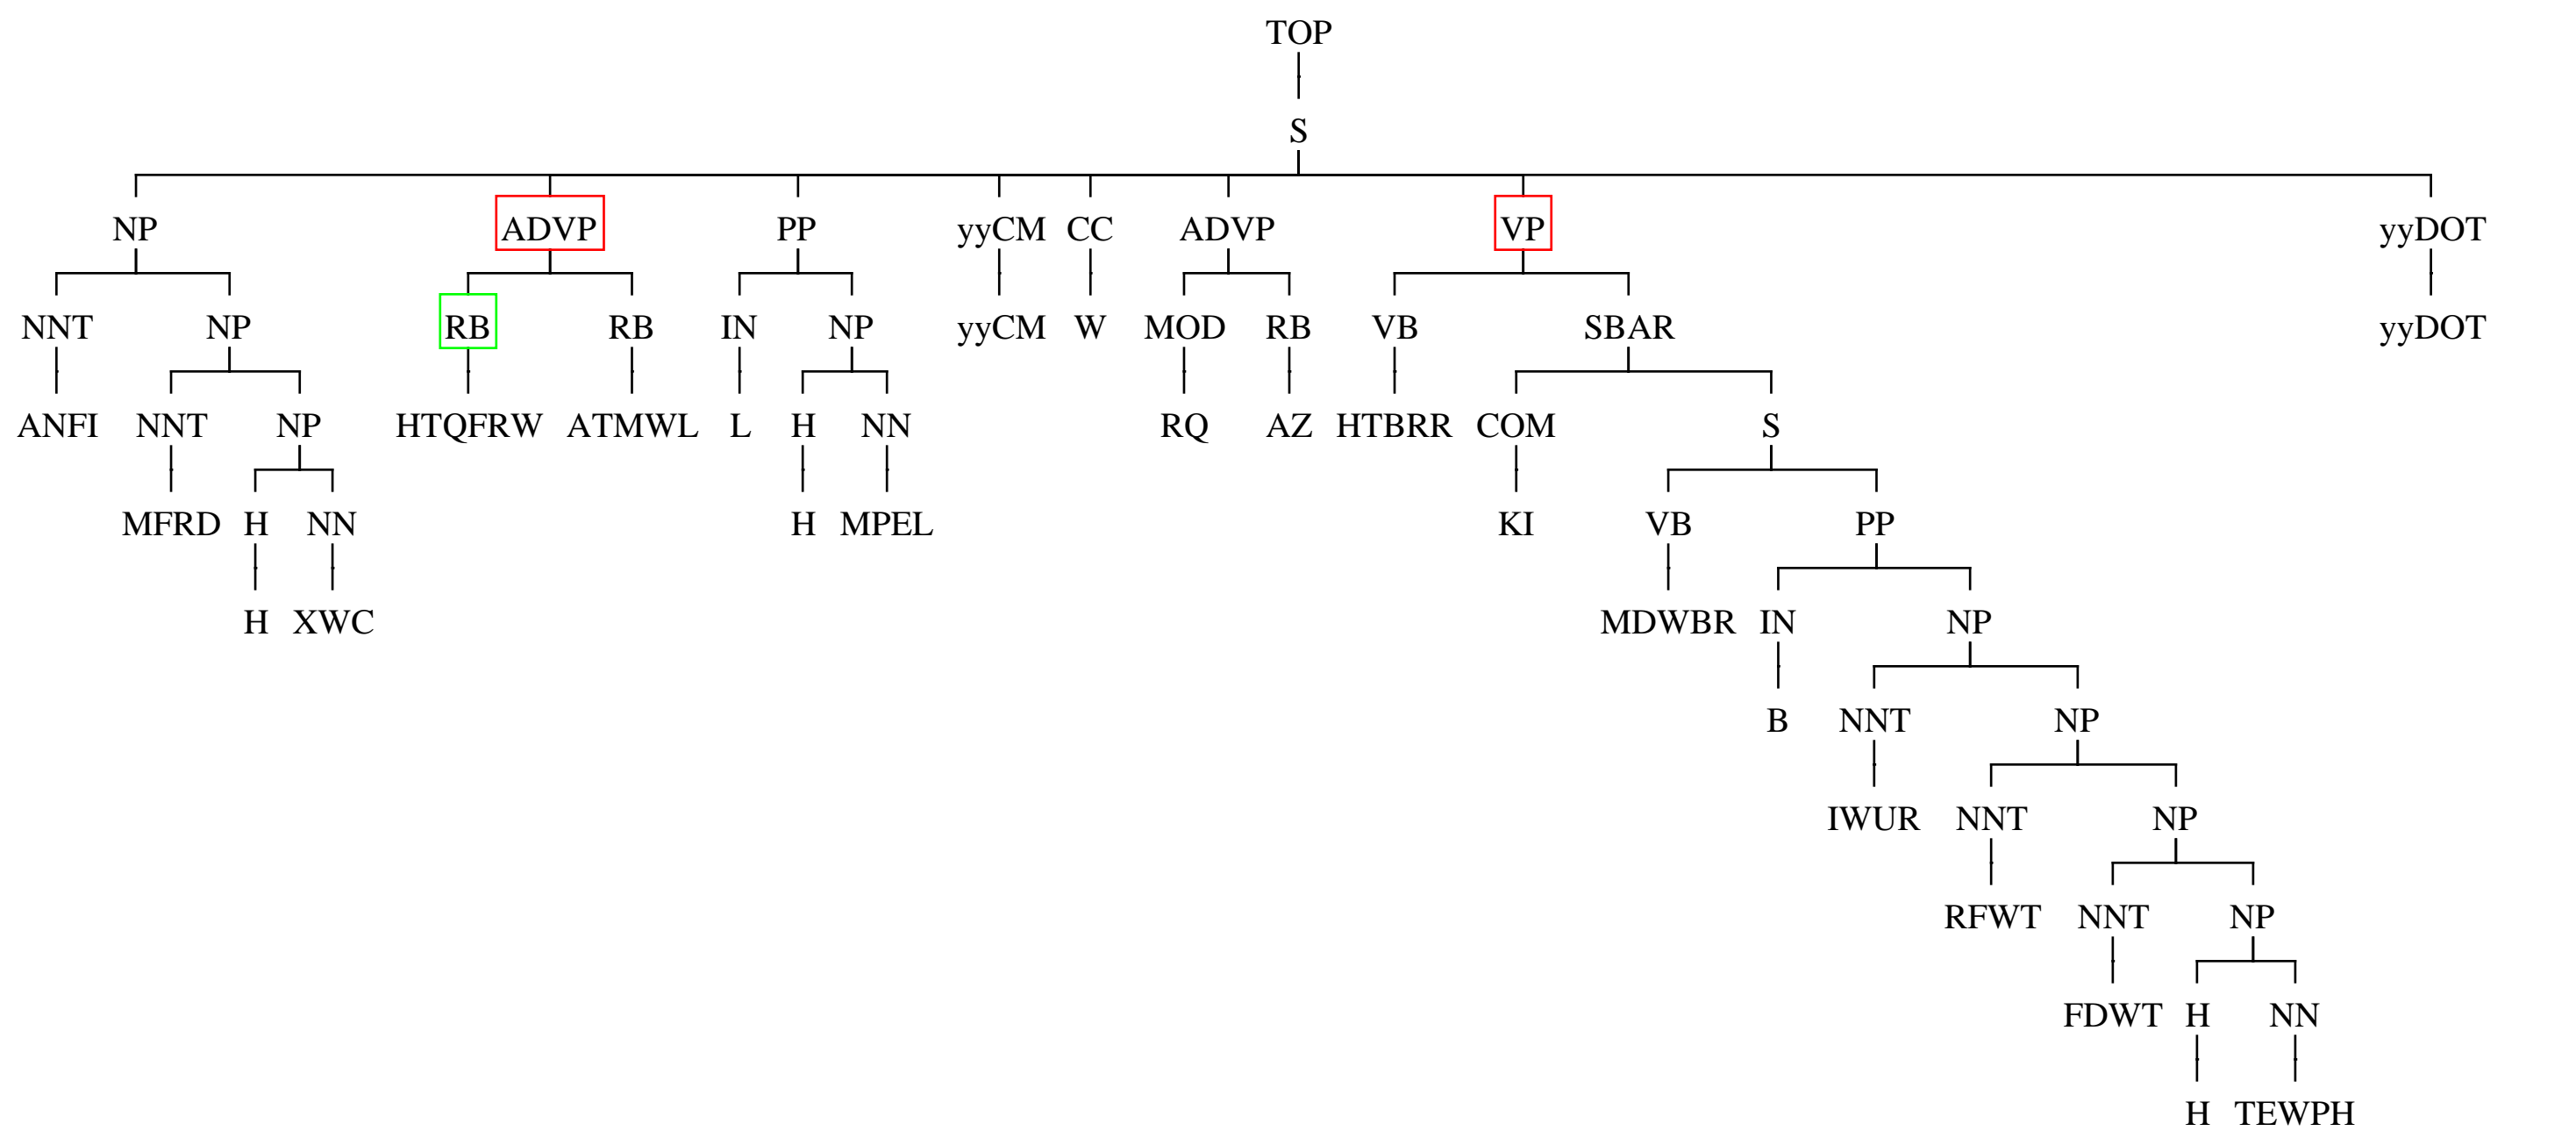 TOP
S
NP ADVP PP yyCM CC ADVP VP yyDOT
NNT NP RB RB IN NP yyCM W MOD RB VB SBAR yyDOT
ANFI NNT NP HTQFRW ATMWL L H NN RQ AZ HTBRR COM S
MFRD H NN H MPEL KI VB PP
H XWC MDWBR IN NP
B NNT NP
IWUR NNT NP
RFWT NNT NP
FDWT H NN
H TEWPH